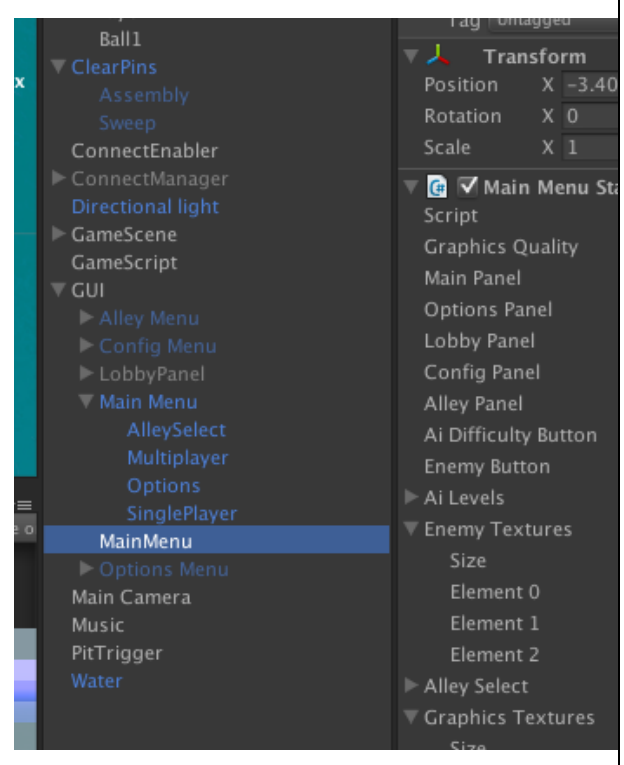 x
e o
Ball1
ClearPins
Assembly
Sweep
ConnectEnabler
ConnectManager
Directional light
GameScene
GameScript
GUI
Alley Menu
Config Menu
LobbyPanel
Main Menu
AlleySelect
Multiplayer
Options
SinglePlayer
MainMenu
Options Menu
Main Camera
Music
PitTrigger
Water
Tag Untagged
Transform
Position X -3.40
Rotation X 0
Scale X 1
Main Menu Sta
Script
Graphics Quality
Main Panel
Options Panel
Lobby Panel
Config Panel
Alley Panel
Ai Difficulty Button
Enemy Button
Ai Levels
Enemy Textures
Size
Element 0
Element 1
Element 2
Alley Select
Graphics Textures
Size